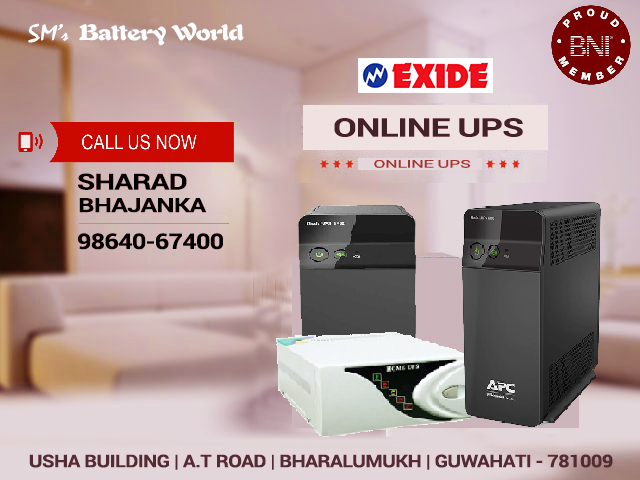 SM's Battery World
PROUD
BNI
MEMBER
EXIDE
ONLINE UPS
*** ONLINE UPS ***
CALL US NOW
SHARAD
BHAJANKA
98640-67400
APC
USHA BUILDING | A.T ROAD | BHARALUMUKH | GUWAHATI - 781009